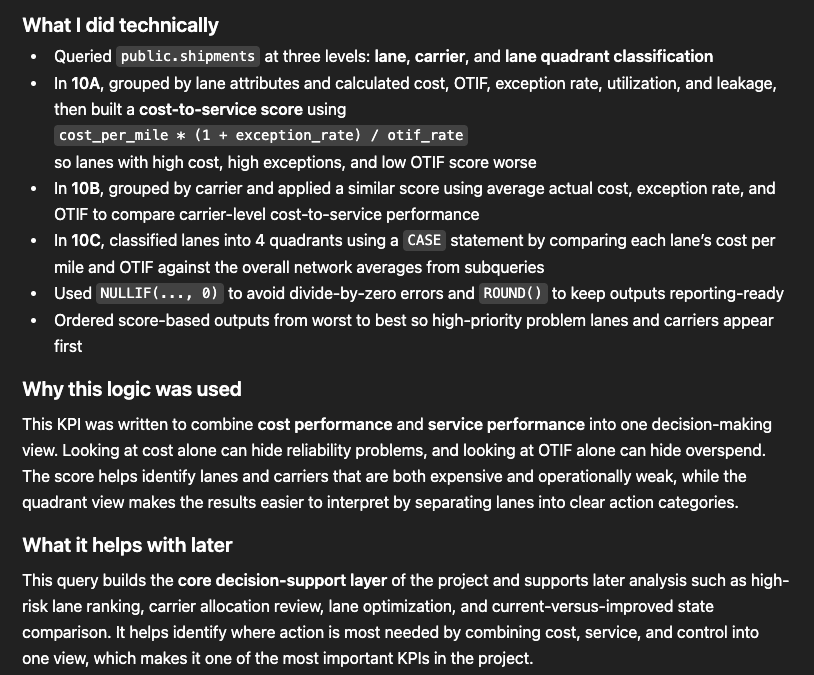 What I did technically
• Queried public.shipments at three levels: lane, carrier, and lane quadrant classification
• In 10A, grouped by lane attributes and calculated cost, OTIF, exception rate, utilization, and leakage,
then built a cost-to-service score using
cost_per_mile * (1 + exception_rate) / otif_rate
so lanes with high cost, high exceptions, and low OTIF score worse
• In 10B, grouped by carrier and applied a similar score using average actual cost, exception rate, and
OTIF to compare carrier-level cost-to-service performance
• In 10C, classified lanes into 4 quadrants using a CASE statement by comparing each lane’s cost per
mile and OTIF against the overall network averages from subqueries
• Used NULLIF(..., 0) to avoid divide-by-zero errors and ROUND() to keep outputs reporting-ready
• Ordered score-based outputs from worst to best so high-priority problem lanes and carriers appear
first
Why this logic was used
This KPI was written to combine cost performance and service performance into one decision-making
view. Looking at cost alone can hide reliability problems, and looking at OTIF alone can hide overspend.
The score helps identify lanes and carriers that are both expensive and operationally weak, while the
quadrant view makes the results easier to interpret by separating lanes into clear action categories.
What it helps with later
This query builds the core decision-support layer of the project and supports later analysis such as high-
risk lane ranking, carrier allocation review, lane optimization, and current-versus-improved state
comparison. It helps identify where action is most needed by combining cost, service, and control into
one view, which makes it one of the most important KPIs in the project.